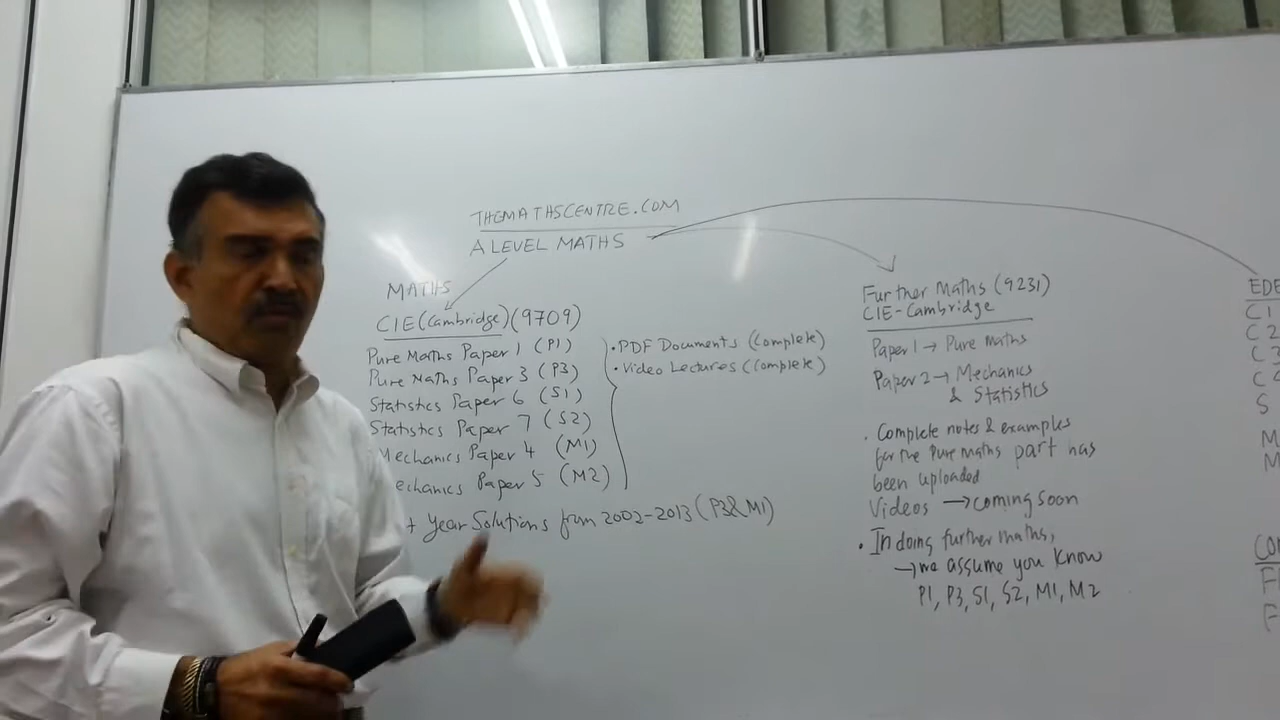 THEMATHSCENTRE.COM
A LEVEL MATHS
MATHS
CIE (Cambridge) (9709)
Pure Maths Paper 1 (P1)
Pure Maths Paper 3 (P3)
Statistics Paper 6 (S1)
Statistics Paper 7 (S2)
Mechanics Paper 4 (M1)
echanics Paper 5 (M2)
t Year Solutions from 2002-2013 (P3&M1)
• PDF Documents (Complete)
• Video Lectures (Complete)
Further Maths (9231)
CIE-Cambridge
Paper 1 → Pure Maths
Paper 2 → Mechanics
& Statistics
• Complete notes & examples
for the Pure Maths part has
been uploaded
Videos → coming soon
• In doing further maths,
→ we assume you know
P1, P3, S1, S2, M1, M2
EDE
C1
C2
C3
C4
S
M
M
CO
F
F